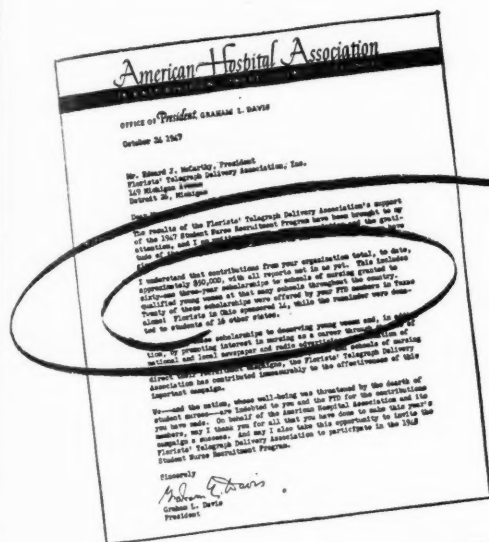 American Hospital Association
OFFICE OF President, GRAHAM L. DAVIS
October 24 1947
Mr. Edward J. McCarthy, President
Florists' Telegraph Delivery Association, Inc.
149 Michigan Avenue
Detroit 26, Michigan
The results of the Florists' Telegraph Delivery Association's support
of the 1947 Student Nurse Recruitment Program have been brought to my
attention, and I
I understand that contributions from your organization total, to date,
approximately $50,000, with all reports not in as yet. This includes
sixty-one three-year scholarships to schools of nursing granted to
qualified young women at that many schools throughout the country.
Twenty of these scholarships were offered by your FTD members in Texas
alone! Florists in Ohio sponsored 14, while the remainder were dona-
ted to students of 16 other states.
these scholarships to deserving young women and, in addi-
tion, by promoting interest in nursing as a career through
national and local newspaper and radio schools of nursing
direct their recruitment campaigns, the Florists' Telegraph Delivery
Association has contributed immeasurably to the effectiveness of this
important campaign.
We---and the nation, whose well-being was threatened by the dearth of
student nurses---are indebted to you and the FTD for the contributions
you have made. On behalf of the American Hospital Association and its
members, may I thank you for all that you have done to make this year's
campaign a success. And may I also take this opportunity to invite the
Florists' Telegraph Delivery Association to participate in the 1948
Student Nurse Recruitment Program.
Sincerely
Graham L. Davis
Graham L. Davis
President